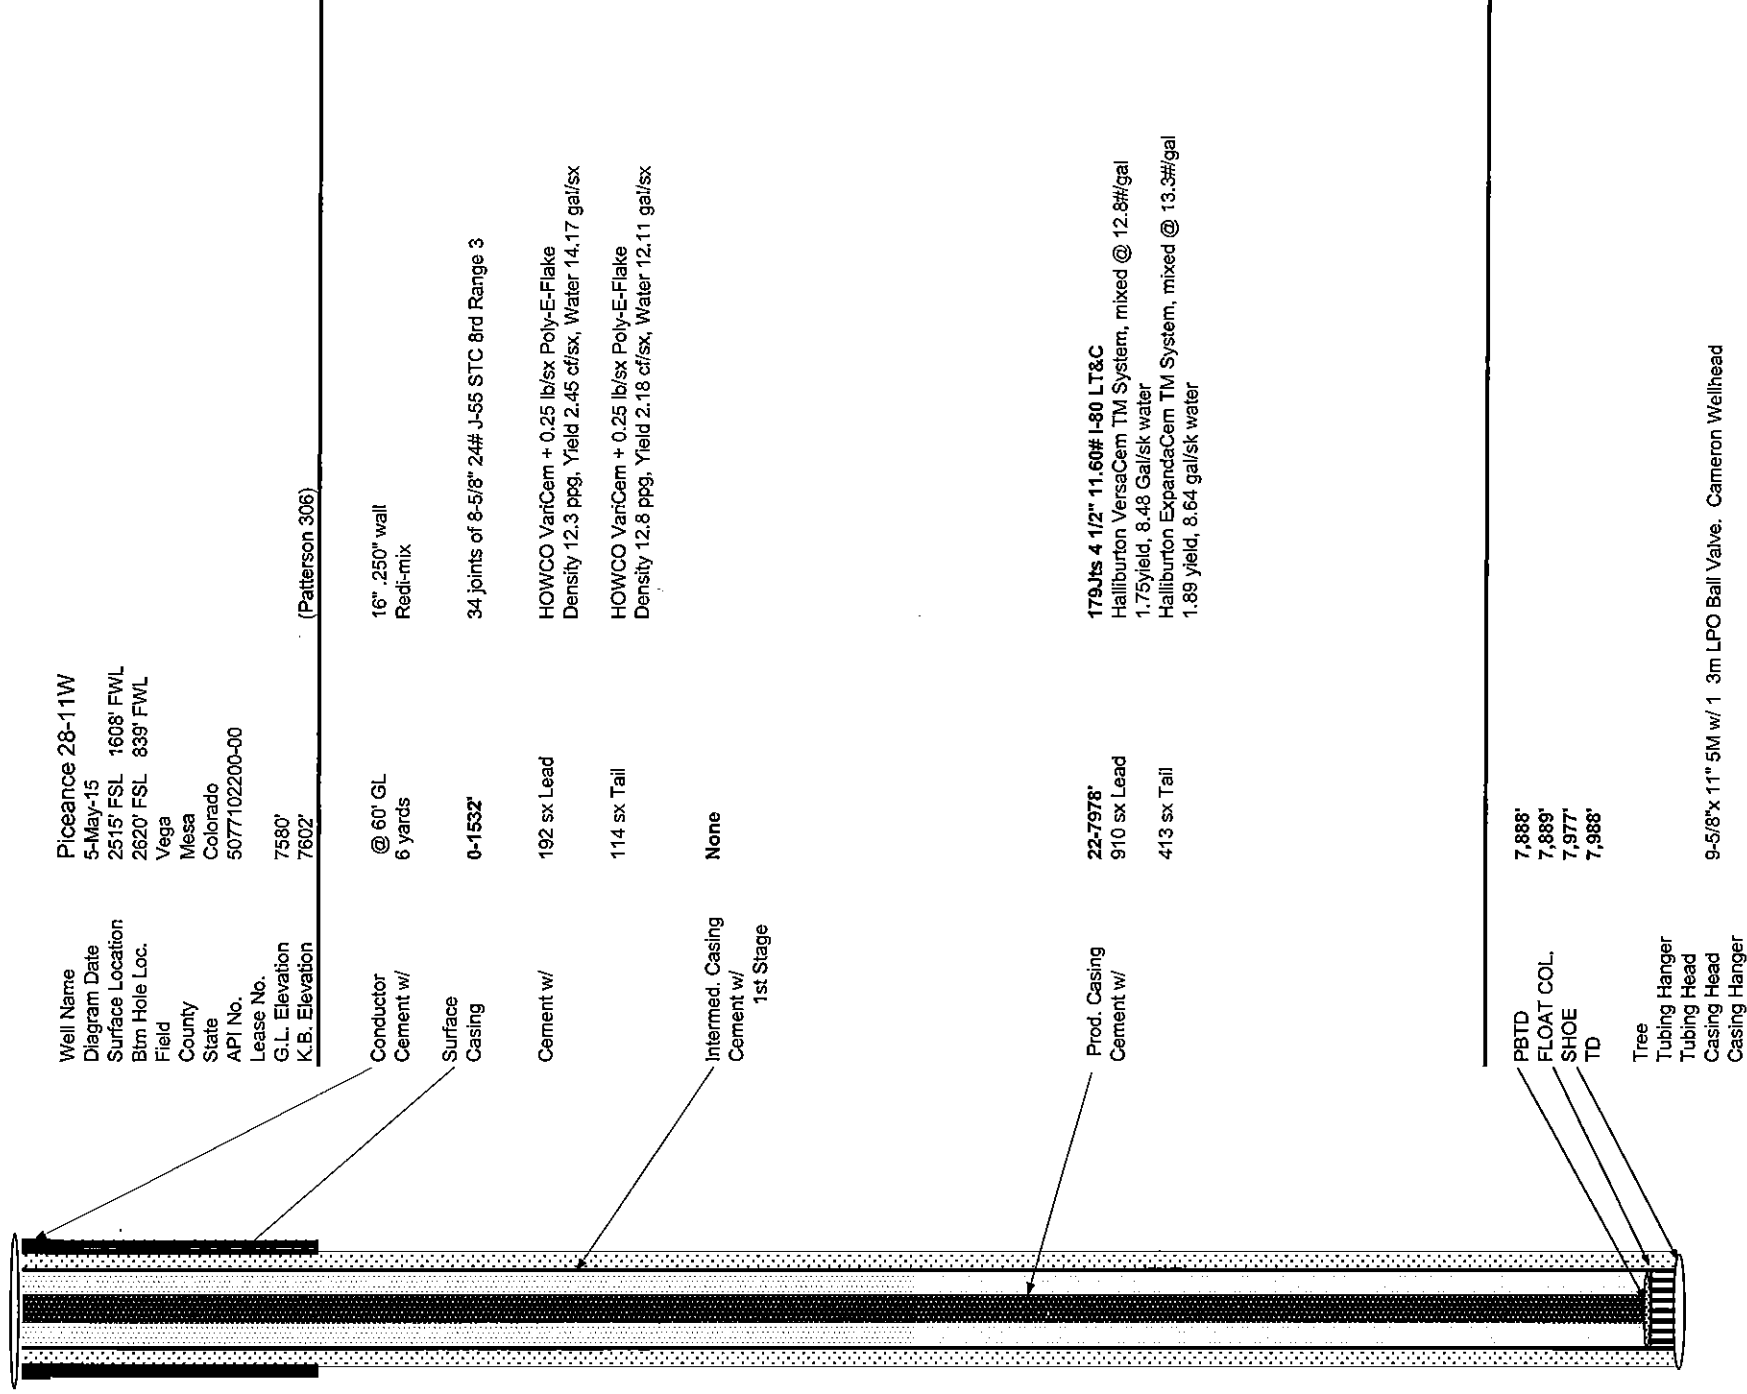 Well Name Piceance 28-11W
Diagram Date 5-May-15
Surface Location 2515' FSL 1608' FWL
Btm Hole Loc. 2620' FSL 839' FWL
Field Vega
County Mesa
State Colorado
API No. 5077102200-00
Lease No.
G.L. Elevation 7580'
K.B. Elevation 7602' (Patterson 306)
Conductor @ 60' GL 16" .250" wall
Cement w/ 6 yards Redi-mix
Surface
Casing 0-1532' 34 joints of 8-5/8" 24# J-55 STC 8rd Range 3
Cement w/ 192 sx Lead HOWCO VariCem + 0.25 lb/sx Poly-E-Flake
Density 12.3 ppg, Yield 2.45 cf/sx, Water 14.17 gal/sx
114 sx Tail HOWCO VariCem + 0.25 lb/sx Poly-E-Flake
Density 12.8 ppg, Yield 2.18 cf/sx, Water 12.11 gal/sx
Intermed. Casing None
Cement w/
1st Stage
Prod. Casing 22-7978' 179Jts 4 1/2" 11.60# I-80 LT&C
Cement w/ 910 sx Lead Halliburton VersaCem TM System, mixed @ 12.8#/gal
1.75yield, 8.48 Gal/sk water
413 sx Tail Halliburton ExpandaCem TM System, mixed @ 13.3#/gal
1.89 yield, 8.64 gal/sk water
PBTD 7,888'
FLOAT COL. 7,889'
SHOE 7,977'
TD 7,988'
Tree
Tubing Hanger
Tubing Head
Casing Head 9-5/8"x 11" 5M w/ 1 3m LPO Ball Valve. Cameron Wellhead
Casing Hanger